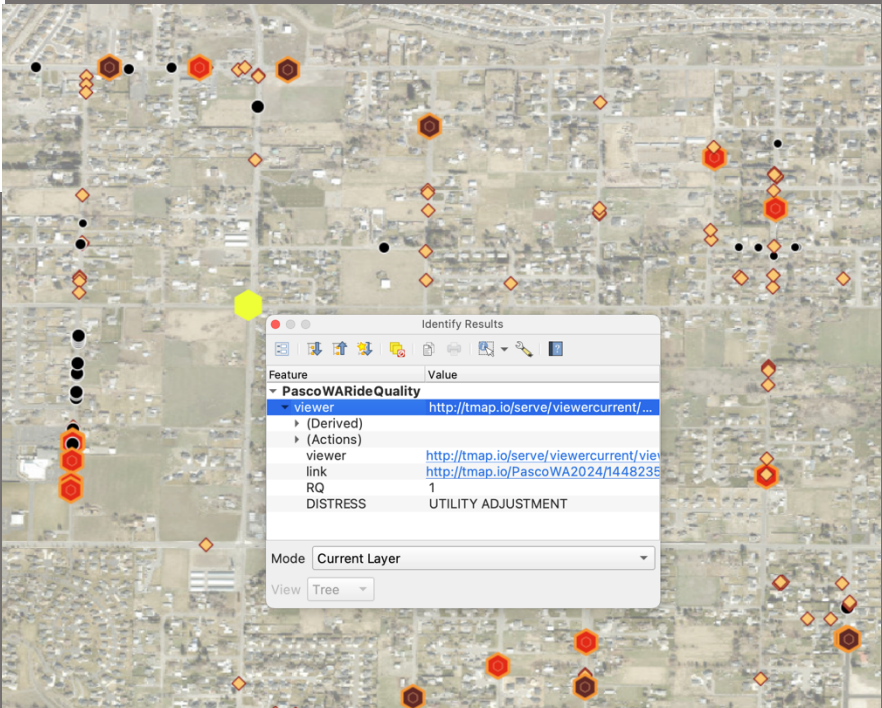 Identify Results
Feature Value
PascoWARideQuality
viewer http://tmap.io/serve/viewercurrent/...
(Derived)
(Actions)
viewer http://tmap.io/serve/viewercurrent/vie
link http://tmap.io/PascoWA2024/1448235
RQ 1
DISTRESS UTILITY ADJUSTMENT
Mode Current Layer
View Tree